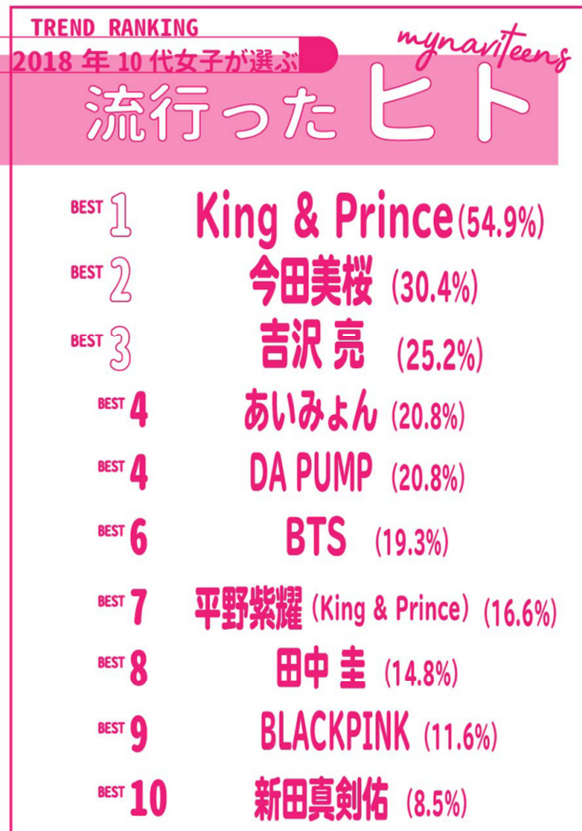 TREND RANKING
mynaviteens
2018 年 10 代女子が選ぶ
流行ったヒト
BEST 1 King & Prince (54.9%)
BEST 2 今田美桜 (30.4%)
BEST 3 吉沢 亮 (25.2%)
BEST 4 あいみょん (20.8%)
BEST 4 DA PUMP (20.8%)
BEST 6 BTS (19.3%)
BEST 7 平野紫耀 (King & Prince) (16.6%)
BEST 8 田中 圭 (14.8%)
BEST 9 BLACKPINK (11.6%)
BEST 10 新田真剣佑 (8.5%)